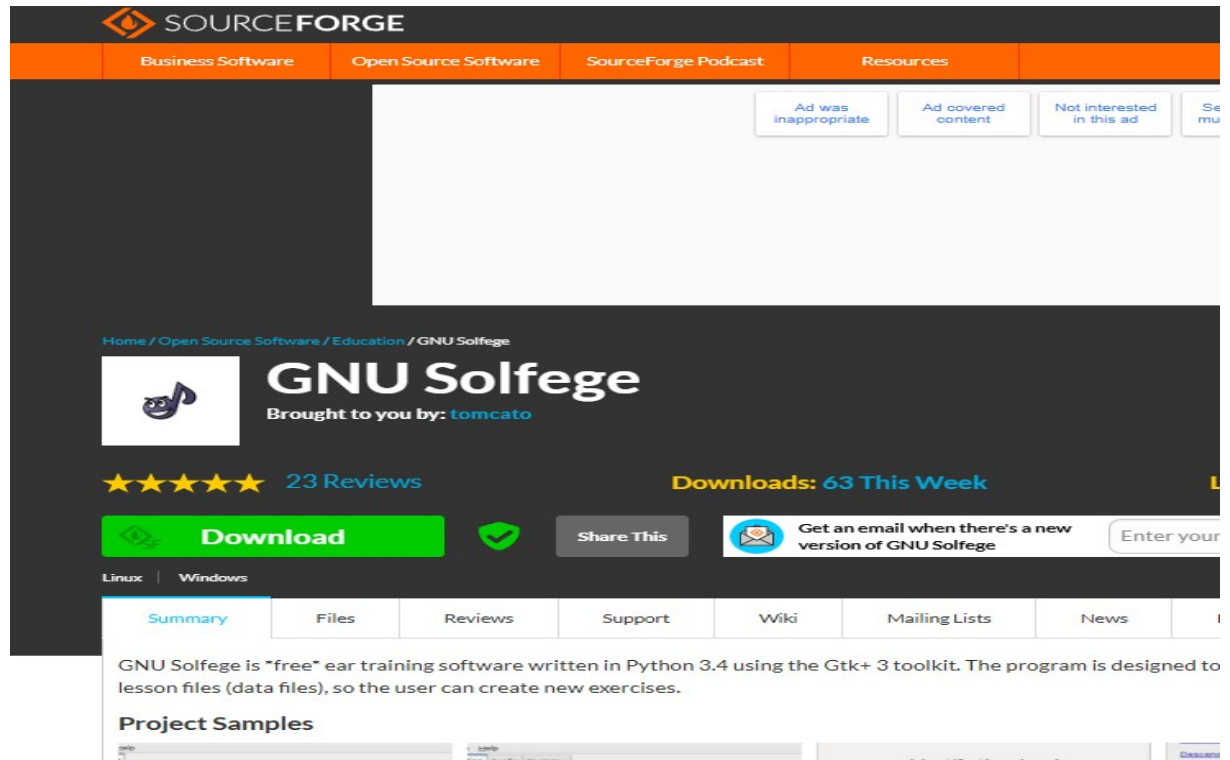 SOURCEFORGE
Business Software Open Source Software SourceForge Podcast Resources
Ad was inappropriate
Ad covered content
Not interested in this ad
Home / Open Source Software / Education / GNU Solfege
GNU Solfege
Brought to you by: tomcato
23 Reviews
Downloads: 63 This Week
Download
Share This
Get an email when there's a new
version of GNU Solfege
Enter your
Linux | Windows
Summary Files Reviews Support Wiki Mailing Lists News
GNU Solfege is *free* ear training software written in Python 3.4 using the Gtk+ 3 toolkit. The program is designed to
lesson files (data files), so the user can create new exercises.
Project Samples
Help